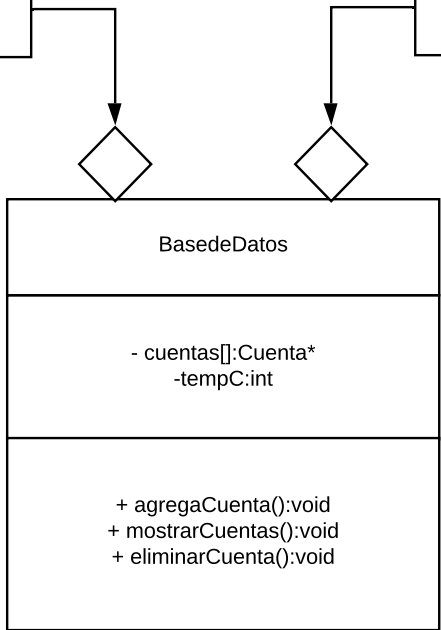 BasedeDatos
- cuentas[]:Cuenta*
-tempC:int
+ agregaCuenta():void
+ mostrarCuentas():void
+ eliminarCuenta():void